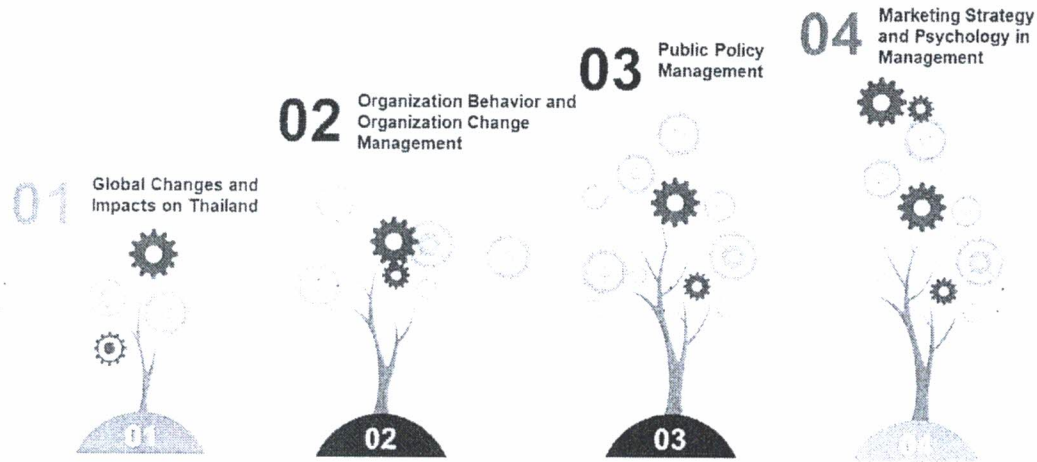 01
Global Changes and
Impacts on Thailand
02
Organization Behavior and
Organization Change
Management
03
Public Policy
Management
04
Marketing Strategy
and Psychology in
Management
01
02
03
04